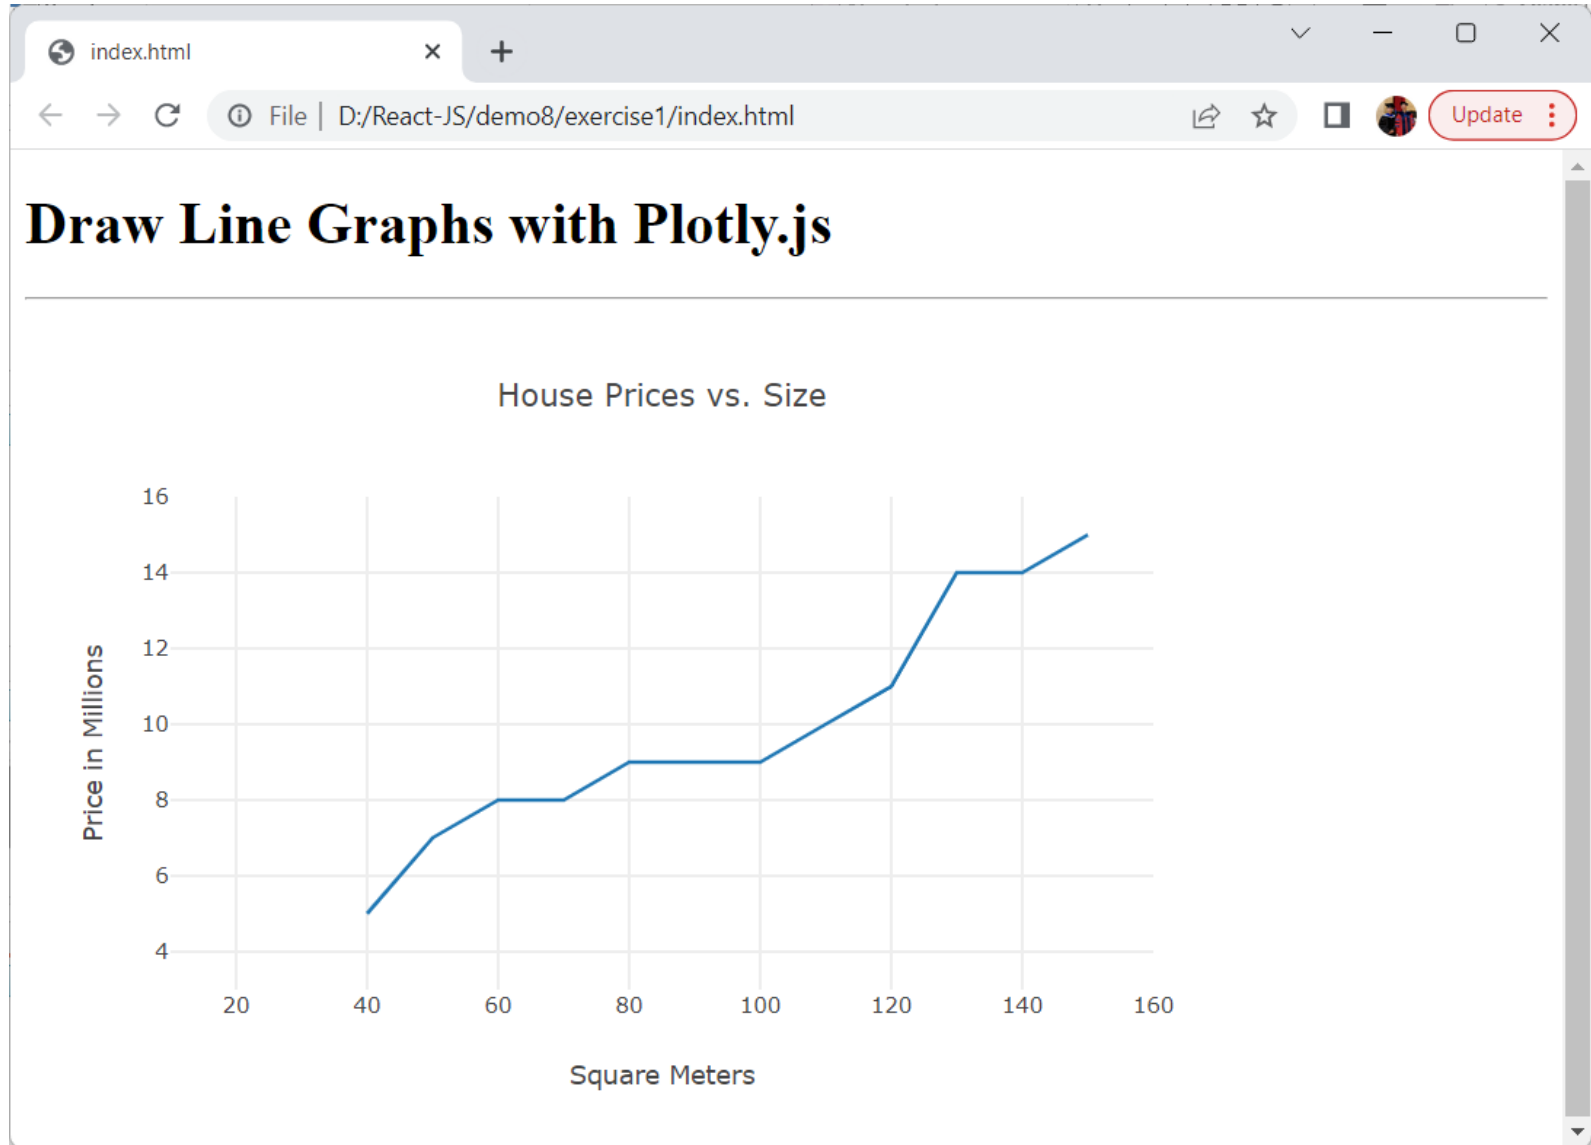 index.html
File | D:/React-JS/demo8/exercise1/index.html
Update
Draw Line Graphs with Plotly.js
House Prices vs. Size
16
14
12
10
8
6
4
Price in Millions
20 40 60 80 100 120 140 160
Square Meters